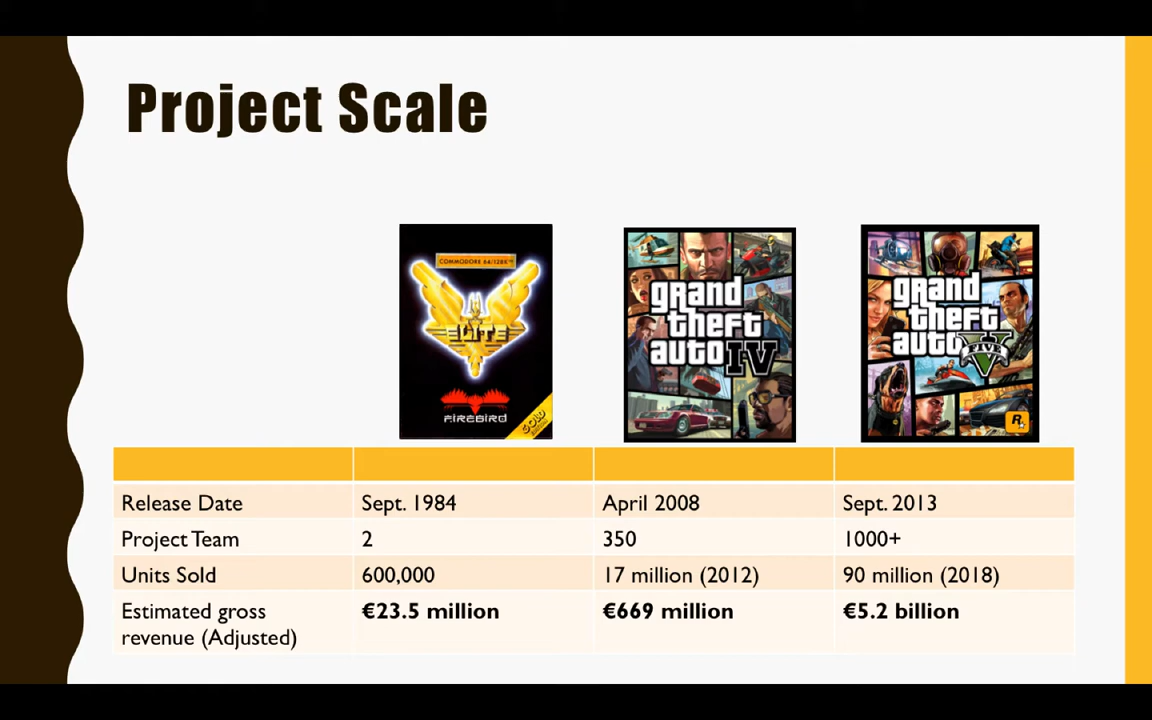 Project Scale
COMMODORE 64/128K
ELITE
FIREBIRD
GOLD
grand
theft
auto IV
grand
theft
auto V
FIVE
R
Release Date Sept. 1984 April 2008 Sept. 2013
Project Team 2 350 1000+
Units Sold 600,000 17 million (2012) 90 million (2018)
Estimated gross €23.5 million €669 million €5.2 billion
revenue (Adjusted)